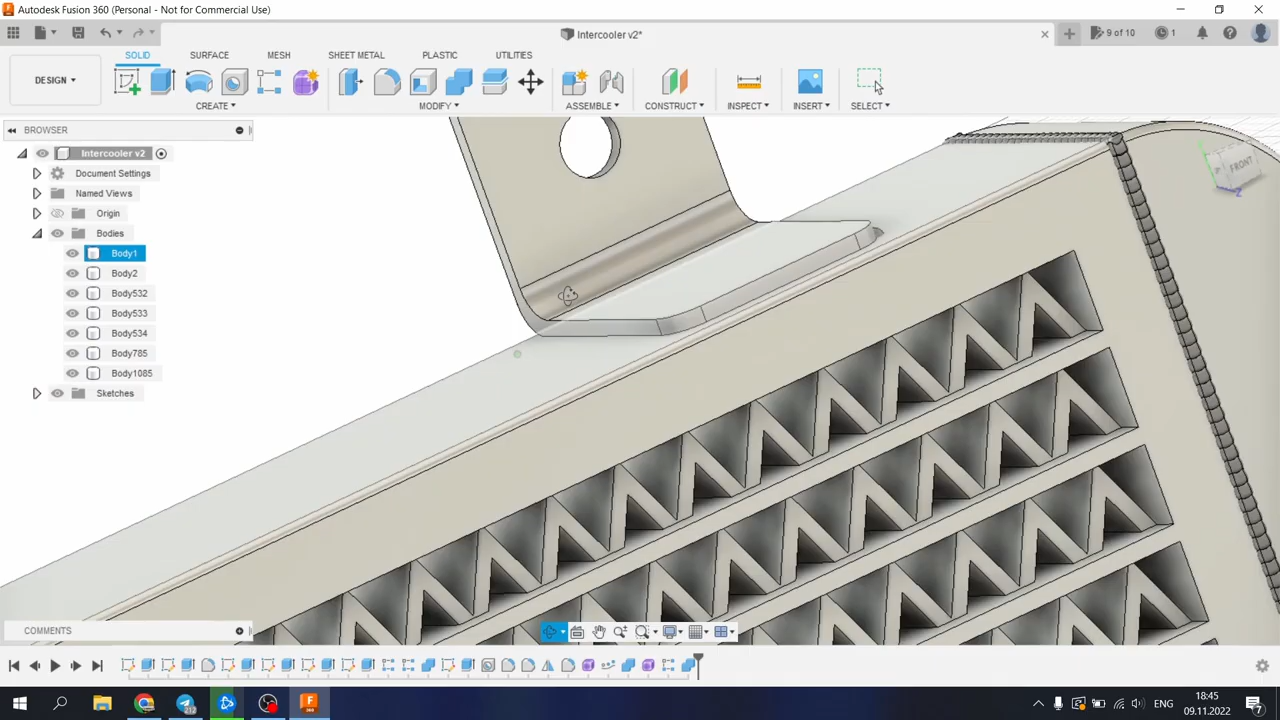 Autodesk Fusion 360 (Personal - Not for Commercial Use)
Intercooler v2*
9 of 10
1
DESIGN
SOLID
SURFACE
MESH
SHEET METAL
PLASTIC
UTILITIES
CREATE
MODIFY
ASSEMBLE
CONSTRUCT
INSPECT
INSERT
SELECT
BROWSER
Intercooler v2
Document Settings
Named Views
Origin
Bodies
Body1
Body2
Body532
Body533
Body534
Body785
Body1085
Sketches
FRONT
Z
COMMENTS
ENG
18:45
09.11.2022
7